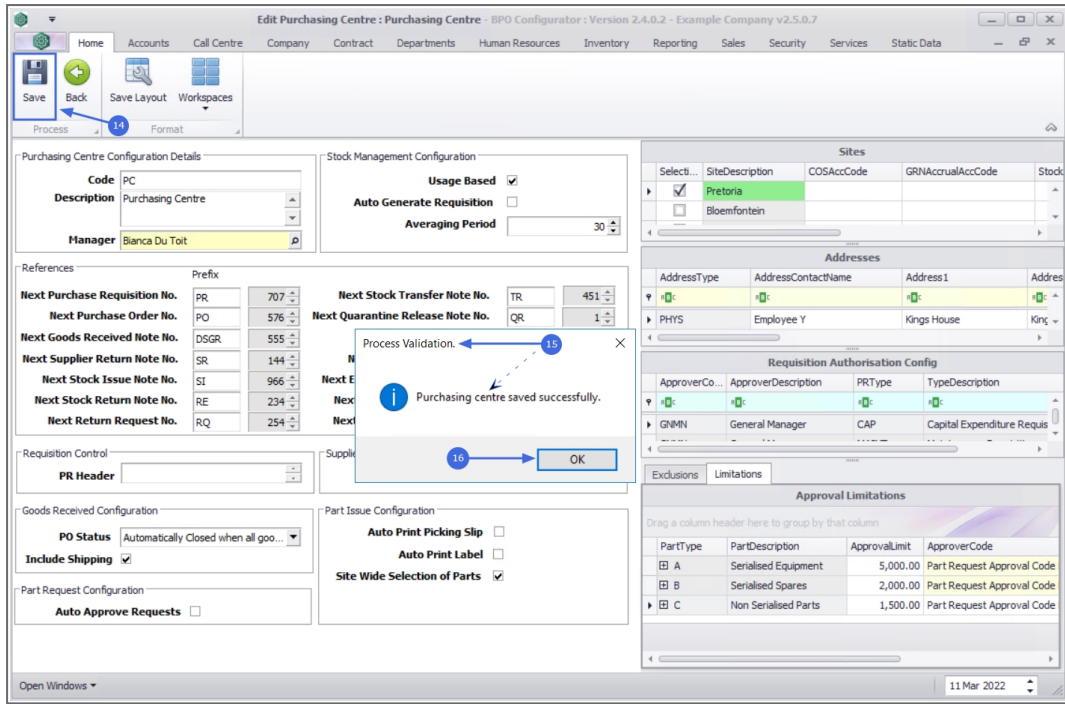 Edit Purchasing Centre : Purchasing Centre - BPO Configurator : Version 2.4.0.2 - Example Company v2.5.0.7
Home Accounts Call Centre Company Contract Departments Human Resources Inventory Reporting Sales Security Services Static Data
Save Back Save Layout Workspaces
14
Process Format
Purchasing Centre Configuration Details
Code PC
Description Purchasing Centre
Manager Bianca Du Toit
Stock Management Configuration
Usage Based
Auto Generate Requisition
Averaging Period 30
References
Prefix
Next Purchase Requisition No. PR 707
Next Purchase Order No. PO 576
Next Goods Received Note No. DSGR 555
Next Supplier Return Note No. SR 144
Next Stock Issue Note No. SI 966
Next Stock Return Note No. RE 234
Next Return Request No. RQ 254
Next Stock Transfer Note No. TR 451
Next Quarantine Release Note No. QR 1
N
Next E
Nex
Next
Process Validation. 15
Purchasing centre saved successfully.
16 OK
Requisition Control
PR Header
Supplie
Goods Received Configuration
PO Status Automatically Closed when all goo...
Include Shipping
Part Request Configuration
Auto Approve Requests
Part Issue Configuration
Auto Print Picking Slip
Auto Print Label
Site Wide Selection of Parts
Sites
Selecti... SiteDescription COSAccCode GRNAccrualAccCode Stock
Pretoria
Bloemfontein
Addresses
AddressType AddressContactName Address1 Addres
PHYS Employee Y Kings House King
Requisition Authorisation Config
ApproverCo... ApproverDescription PRType TypeDescription
GNMN General Manager CAP Capital Expenditure Requis
Exclusions Limitations
Approval Limitations
Drag a column header here to group by that column
PartType PartDescription ApprovalLimit ApproverCode
A Serialised Equipment 5,000.00 Part Request Approval Code
B Serialised Spares 2,000.00 Part Request Approval Code
C Non Serialised Parts 1,500.00 Part Request Approval Code
Open Windows 11 Mar 2022